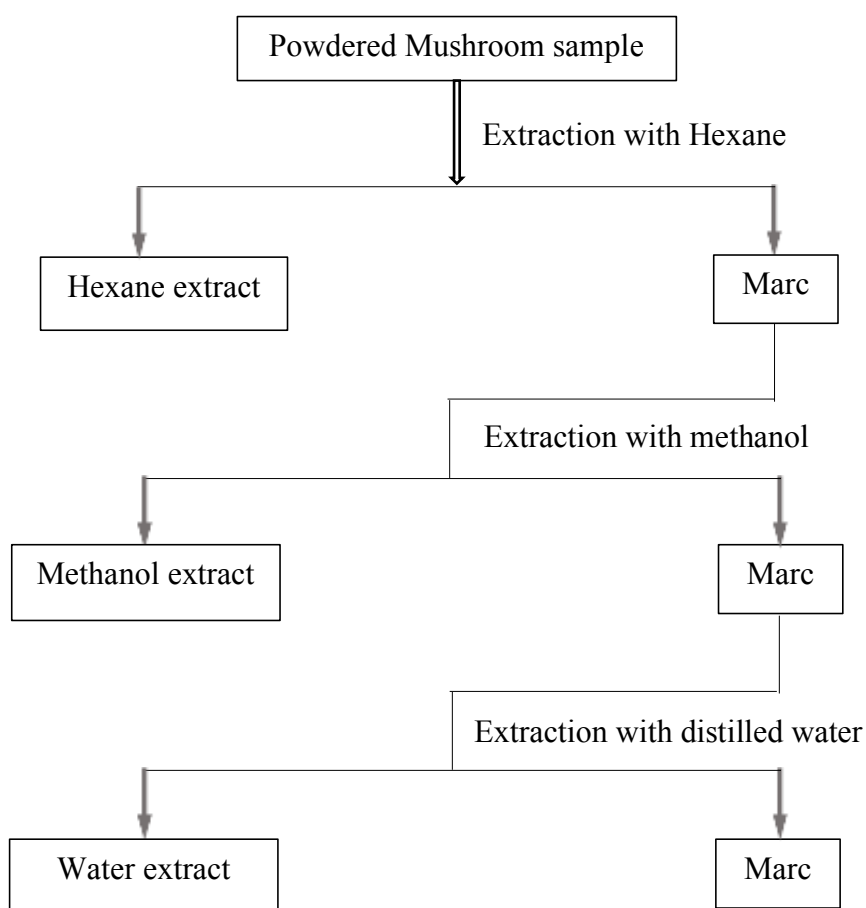 Powdered Mushroom sample
Extraction with Hexane
Hexane extract
Marc
Extraction with methanol
Methanol extract
Marc
Extraction with distilled water
Water extract
Marc